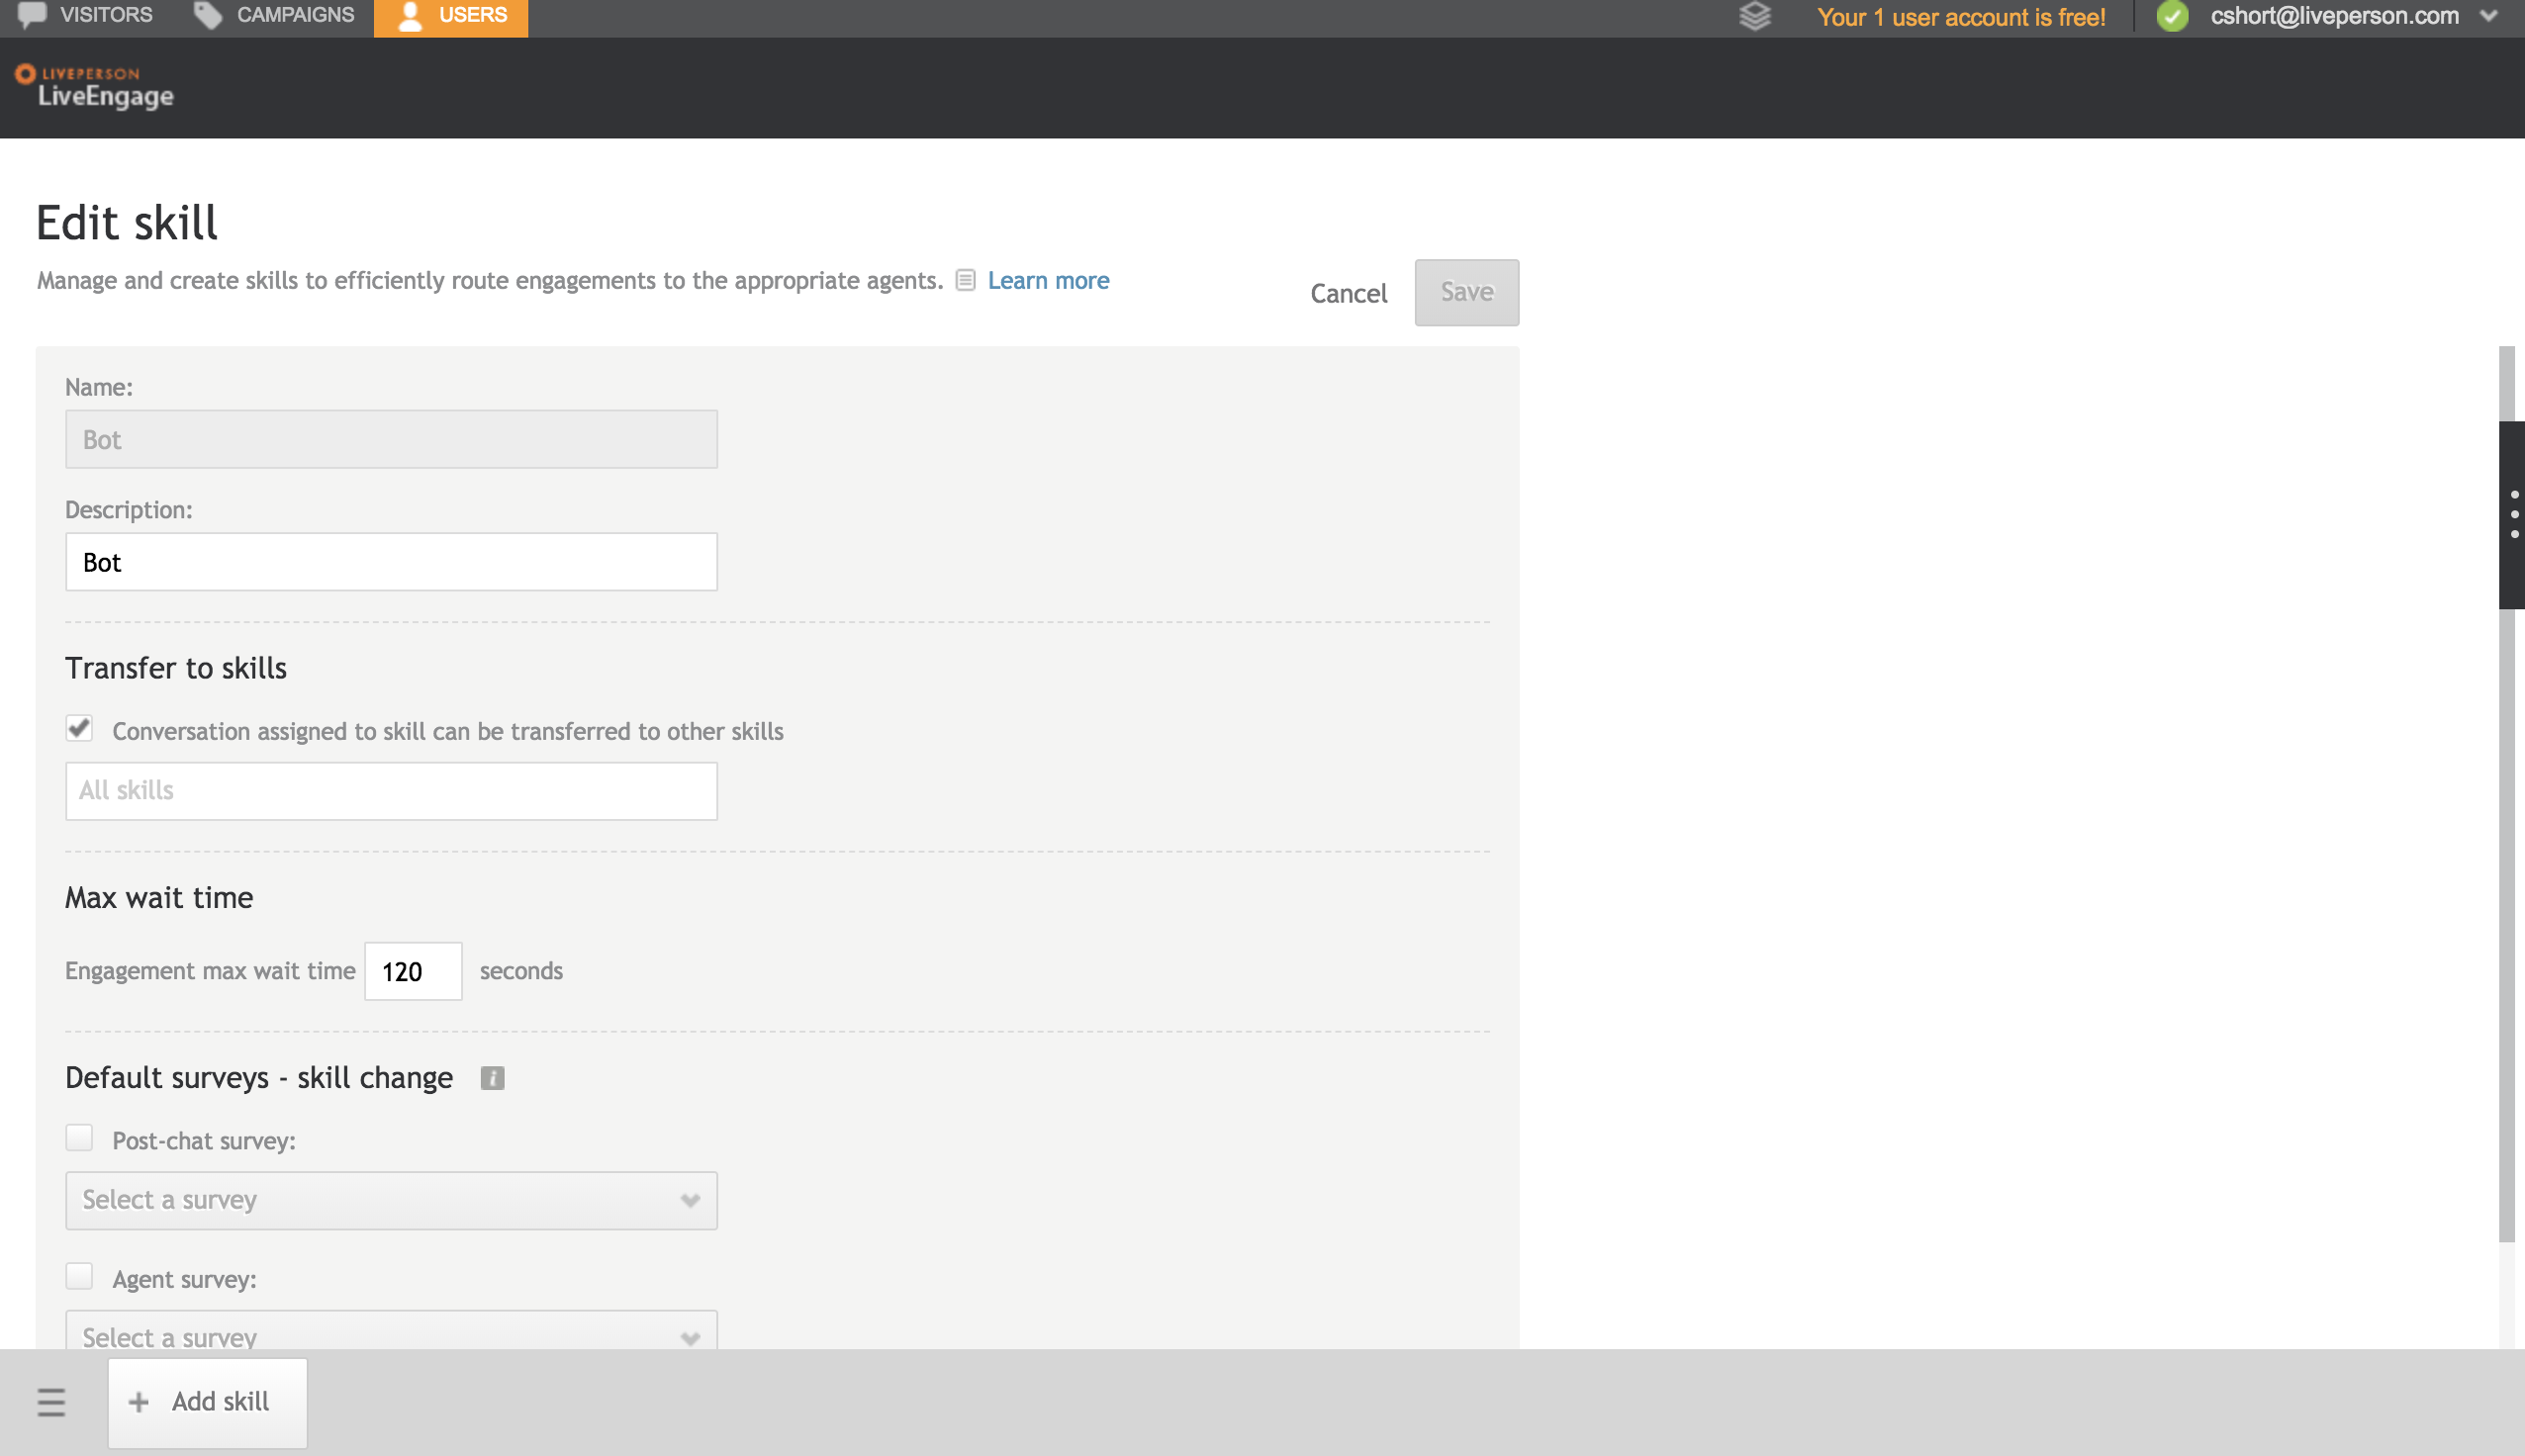 VISITORS CAMPAIGNS USERS Your 1 user account is free! cshort@liveperson.com
LIVEPERSON
LiveEngage
Edit skill
Manage and create skills to efficiently route engagements to the appropriate agents. Learn more
Cancel Save
Name:
Bot
Description:
Bot
Transfer to skills
Conversation assigned to skill can be transferred to other skills
All skills
Max wait time
Engagement max wait time 120 seconds
Default surveys - skill change i
Post-chat survey:
Select a survey
Agent survey:
Select a survey
+ Add skill